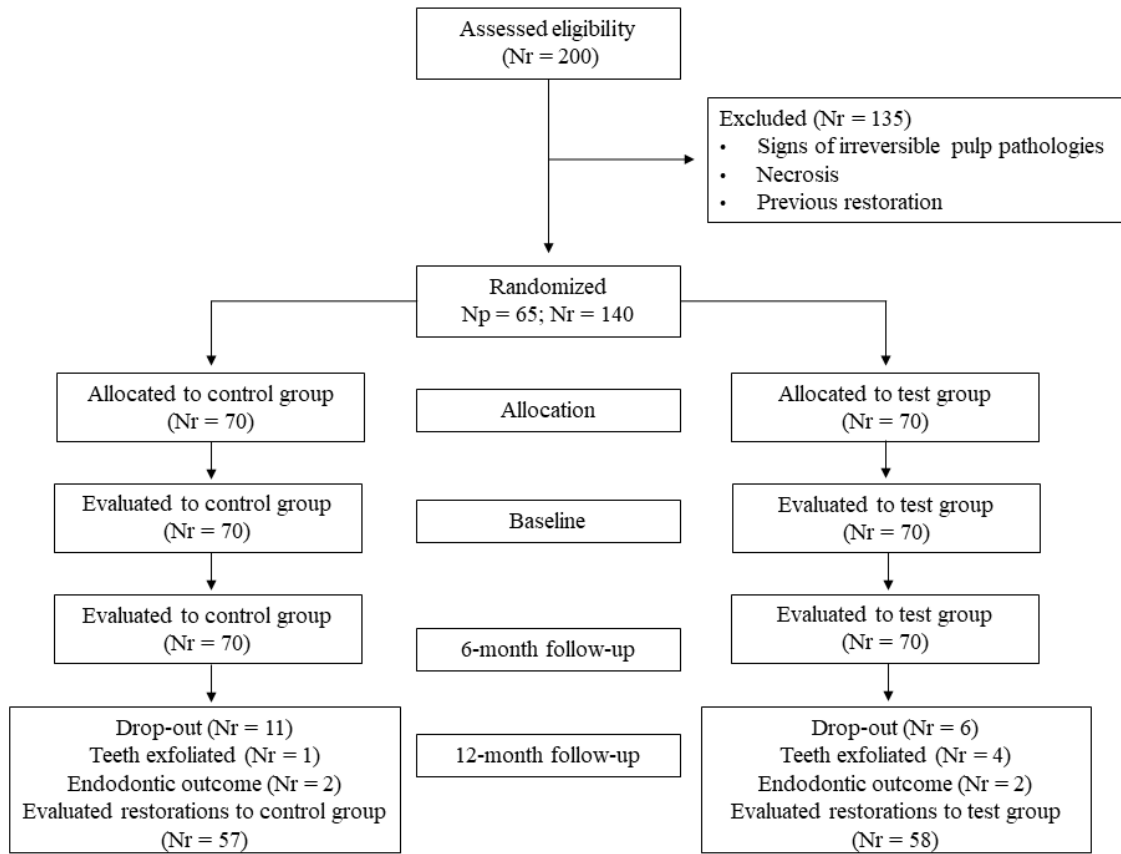 Assessed eligibility
(Nr = 200)
Excluded (Nr = 135)
• Signs of irreversible pulp pathologies
• Necrosis
• Previous restoration
Randomized
Np = 65; Nr = 140
Allocated to control group
(Nr = 70)
Allocation
Allocated to test group
(Nr = 70)
Evaluated to control group
(Nr = 70)
Baseline
Evaluated to test group
(Nr = 70)
Evaluated to control group
(Nr = 70)
6-month follow-up
Evaluated to test group
(Nr = 70)
Drop-out (Nr = 11)
Teeth exfoliated (Nr = 1)
Endodontic outcome (Nr = 2)
Evaluated restorations to control group
(Nr = 57)
12-month follow-up
Drop-out (Nr = 6)
Teeth exfoliated (Nr = 4)
Endodontic outcome (Nr = 2)
Evaluated restorations to test group
(Nr = 58)